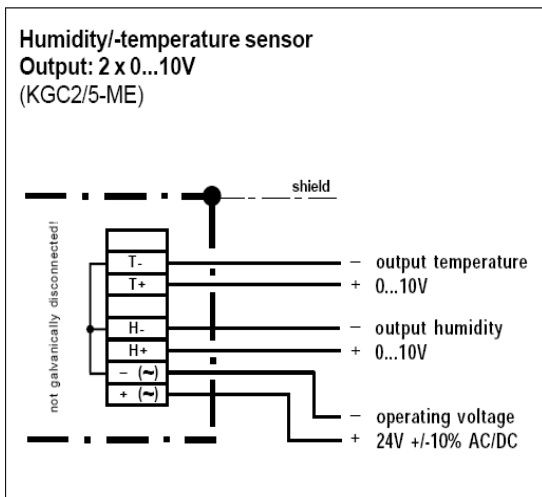 Humidity/-temperature sensor
Output: 2 x 0...10V
(KGC2/5-ME)
shield
not galvanically disconnected!
T-
T+
H-
H+
– (~)
+ (~)
– output temperature
+ 0...10V
– output humidity
+ 0...10V
– operating voltage
+ 24V +/-10% AC/DC